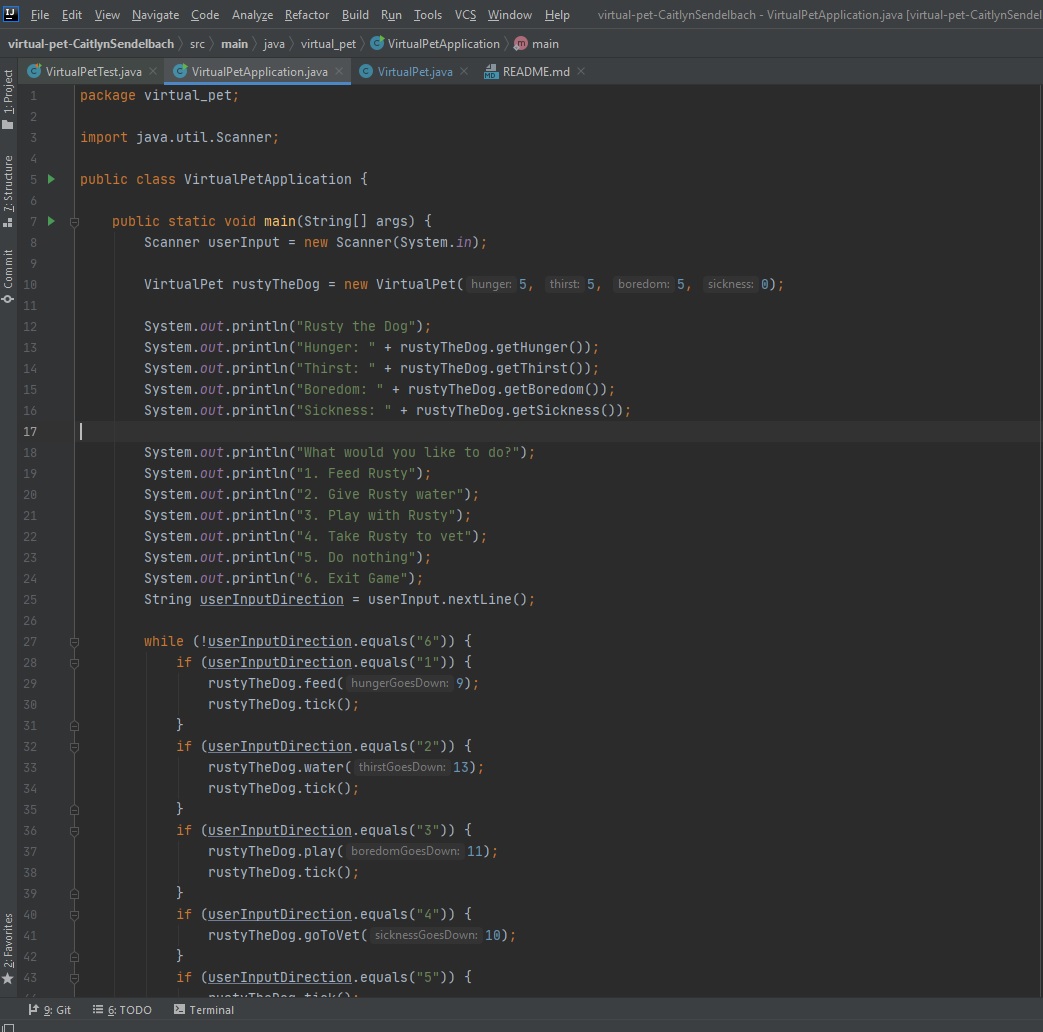 File Edit View Navigate Code Analyze Refactor Build Run Tools VCS Window Help virtual-pet-CaitlynSendelbach - VirtualPetApplication.java [virtual-pet-CaitlynSendel
virtual-pet-CaitlynSendelbach src main java virtual_pet VirtualPetApplication main
VirtualPetTest.java VirtualPetApplication.java VirtualPet.java README.md
1: Project
7: Structure
Commit
2: Favorites
1 package virtual_pet;
2
3 import java.util.Scanner;
4
5 public class VirtualPetApplication {
6
7 public static void main(String[] args) {
8 Scanner userInput = new Scanner(System.in);
9
10 VirtualPet rustyTheDog = new VirtualPet( hunger: 5, thirst: 5, boredom: 5, sickness: 0);
11
12 System.out.println("Rusty the Dog");
13 System.out.println("Hunger: " + rustyTheDog.getHunger());
14 System.out.println("Thirst: " + rustyTheDog.getThirst());
15 System.out.println("Boredom: " + rustyTheDog.getBoredom());
16 System.out.println("Sickness: " + rustyTheDog.getSickness());
17
18 System.out.println("What would you like to do?");
19 System.out.println("1. Feed Rusty");
20 System.out.println("2. Give Rusty water");
21 System.out.println("3. Play with Rusty");
22 System.out.println("4. Take Rusty to vet");
23 System.out.println("5. Do nothing");
24 System.out.println("6. Exit Game");
25 String userInputDirection = userInput.nextLine();
26
27 while (!userInputDirection.equals("6")) {
28 if (userInputDirection.equals("1")) {
29 rustyTheDog.feed( hungerGoesDown: 9);
30 rustyTheDog.tick();
31 }
32 if (userInputDirection.equals("2")) {
33 rustyTheDog.water( thirstGoesDown: 13);
34 rustyTheDog.tick();
35 }
36 if (userInputDirection.equals("3")) {
37 rustyTheDog.play( boredomGoesDown: 11);
38 rustyTheDog.tick();
39 }
40 if (userInputDirection.equals("4")) {
41 rustyTheDog.goToVet( sicknessGoesDown: 10);
42 }
43 if (userInputDirection.equals("5")) {
44 rustyTheDog.tick();
9: Git 6: TODO Terminal